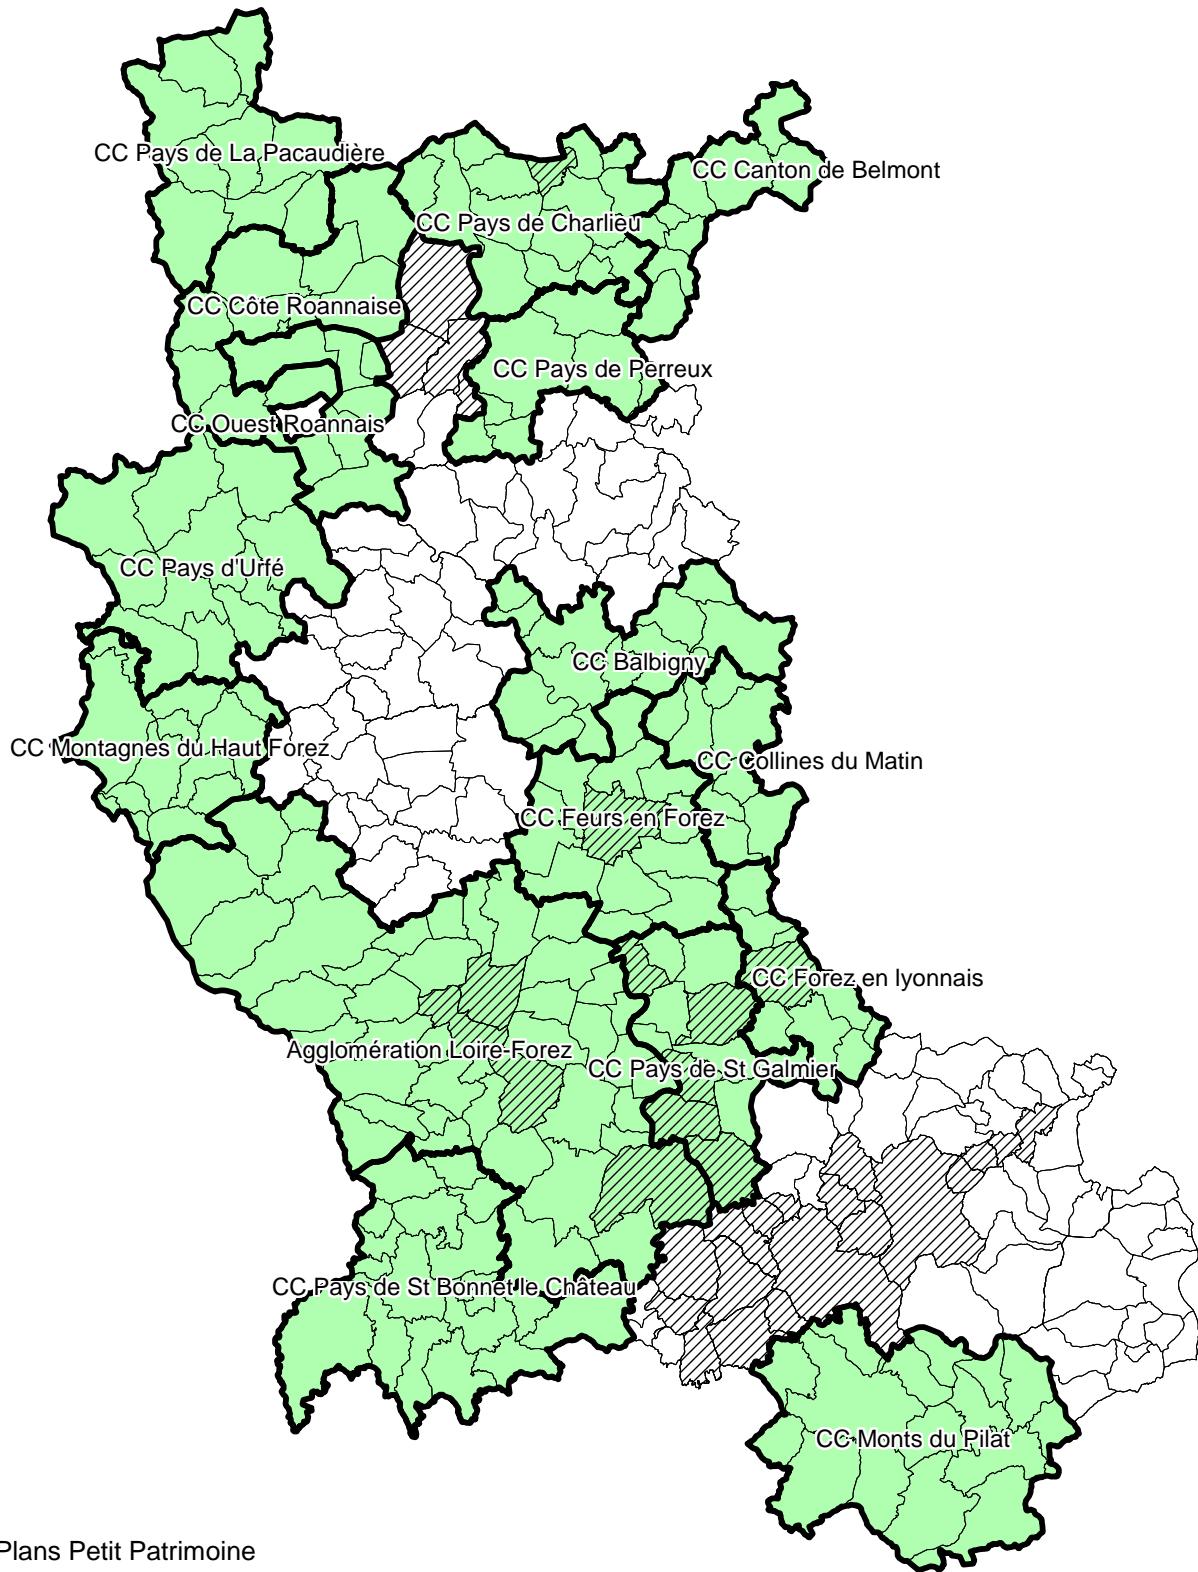 CC Pays de La Pacaudière
CC Canton de Belmont
CC Pays de Charlieu
CC Côte Roannaise
CC Pays de Perreux
CC Ouest Roannais
CC Pays d'Urfé
CC Balbigny
CC Montagnes du Haut Forez
CC Collines du Matin
CC Feurs en Forez
CC Forez en lyonnais
Agglomération Loire-Forez
CC Pays de St Galmier
CC Pays de St Bonnet le Château
CC Monts du Pilat
Plans Petit Patrimoine